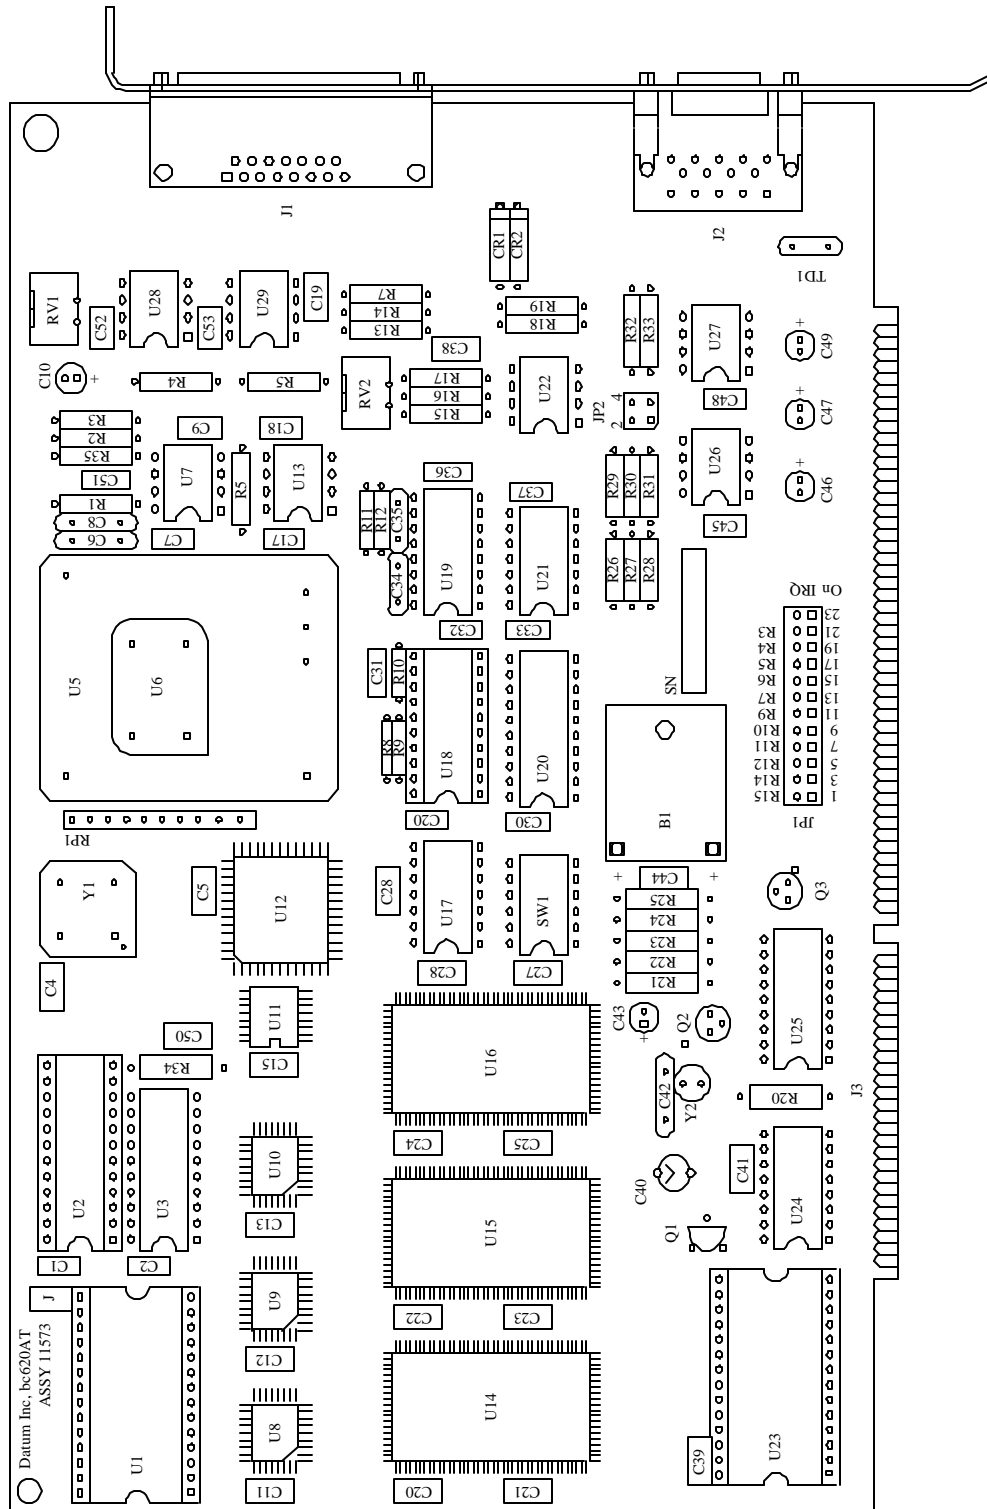 J1
J2
CR1
CR2
TD1
RV1
C52
U28
C53
U29
C19
R7
R14
R13
C38
R19
R18
R32
R33
U27
C49
C10
R4
R5
RV2
R17
R16
R15
U22
JP2
2 4
C48
C47
R3
R2
R35
C9
C18
C51
U7
R5
U13
C36
C37
R29
R30
R31
U26
C46
R1
C8
C6
C7
C17
R11
R12
C35
C34
U19
U21
C45
R26
R27
R28
C32
C33
On IRQ
23
21 R3
19 R4
17 R5
15 R6
13 R7
11 R9
9 R10
7 R11
5 R12
3 R14
1 R15
JP1
U5
U6
C31
R10
R8
R9
U18
U20
SN
B1
C20
C30
RP1
Y1
C5
U12
C28
U17
SW1
+ C44 +
R25
R24
R23
R22
R21
Q3
C4
C28
C27
U11
C50
C15
R34
U16
C43
+
Q2
U25
C42
Y2
R20
J3
C24
C25
U2
U3
U10
C13
U15
C40
C41
U24
Q1
C1
C2
J
U9
C12
C22
C23
Datum Inc, bc620AT
ASSY 11573
U1
U8
C11
U14
C20
C21
C39
U23
+
+
+
+